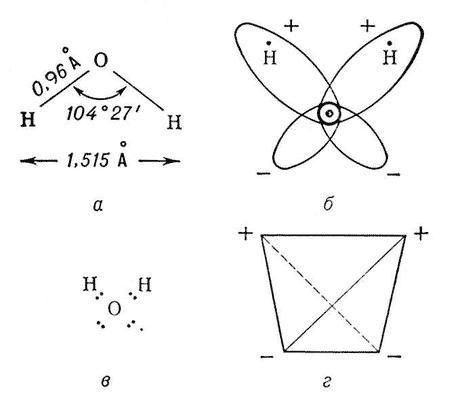 0,96 Å
O
H
104°27′
H
1,515 Å
а
+ +
H H
− −
б
H H
O
в
+ +
− −
г